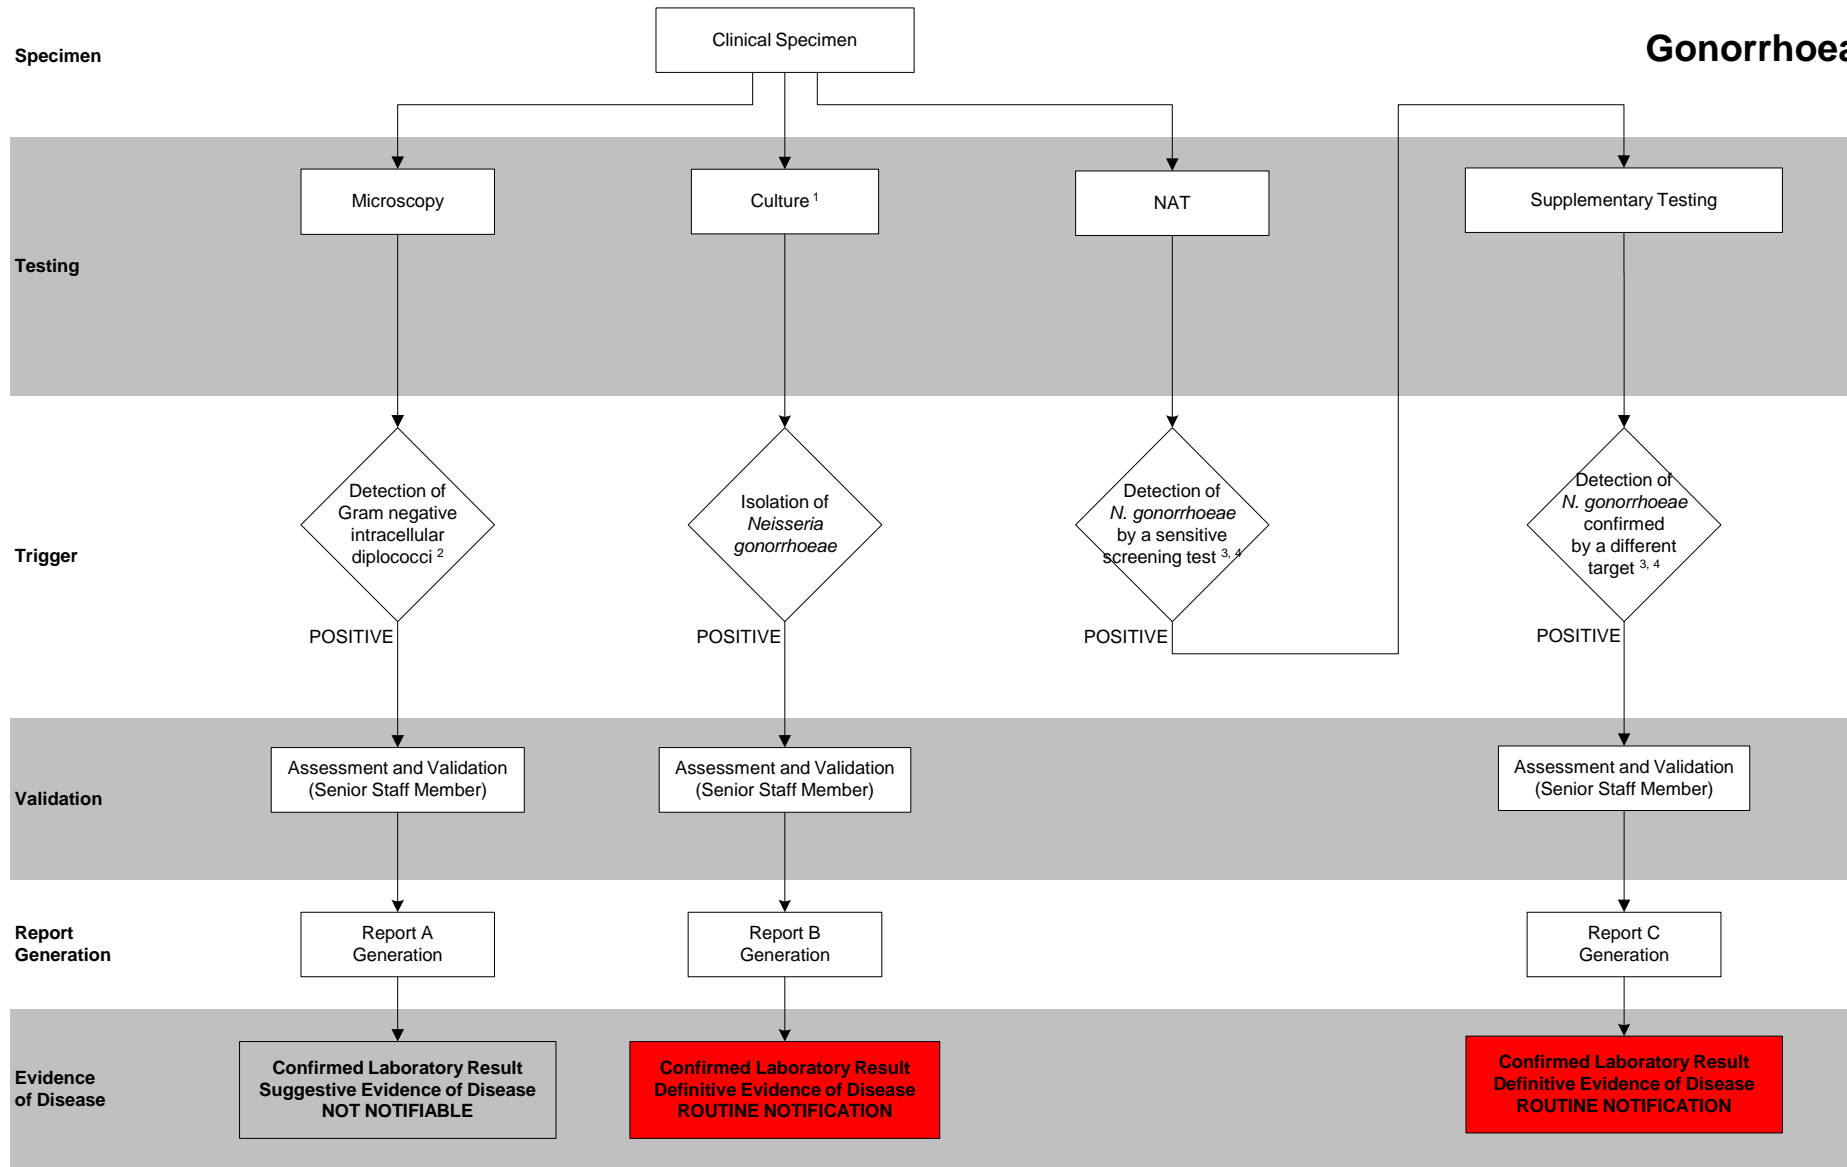 Specimen
Clinical Specimen
Gonorrhoea
Testing
Microscopy
Culture 1
NAT
Supplementary Testing
Trigger
Detection of
Gram negative
intracellular
diplococci 2
Isolation of
Neisseria
gonorrhoeae
Detection of
N. gonorrhoeae
by a sensitive
screening test 3, 4
Detection of
N. gonorrhoeae
confirmed
by a different
target 3, 4
POSITIVE
POSITIVE
POSITIVE
POSITIVE
Validation
Assessment and Validation
(Senior Staff Member)
Assessment and Validation
(Senior Staff Member)
Assessment and Validation
(Senior Staff Member)
Report
Generation
Report A
Generation
Report B
Generation
Report C
Generation
Evidence
of Disease
Confirmed Laboratory Result
Suggestive Evidence of Disease
NOT NOTIFIABLE
Confirmed Laboratory Result
Definitive Evidence of Disease
ROUTINE NOTIFICATION
Confirmed Laboratory Result
Definitive Evidence of Disease
ROUTINE NOTIFICATION